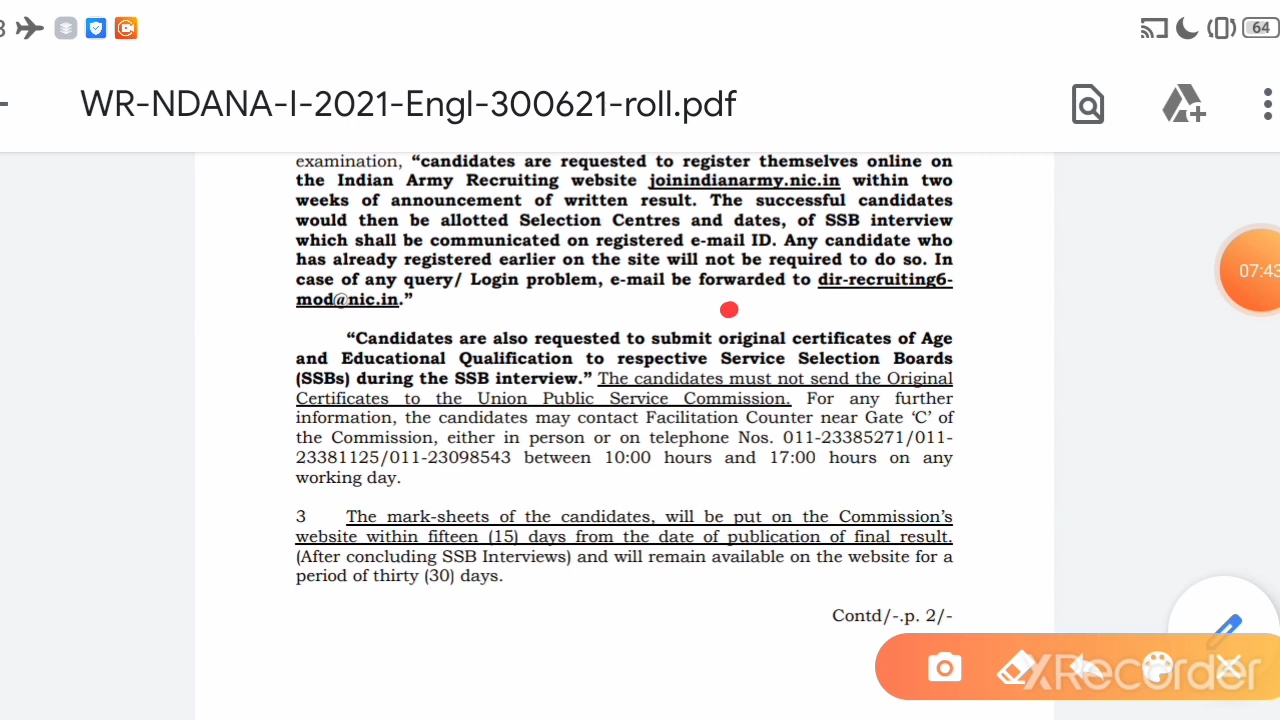 3
64
WR-NDANA-I-2021-Engl-300621-roll.pdf
examination, “candidates are requested to register themselves online on
the Indian Army Recruiting website joinindianarmy.nic.in within two
weeks of announcement of written result. The successful candidates
would then be allotted Selection Centres and dates, of SSB interview
which shall be communicated on registered e-mail ID. Any candidate who
has already registered earlier on the site will not be required to do so. In
case of any query/ Login problem, e-mail be forwarded to dir-recruiting6-
mod@nic.in.”
07:43
“Candidates are also requested to submit original certificates of Age
and Educational Qualification to respective Service Selection Boards
(SSBs) during the SSB interview.” The candidates must not send the Original
Certificates to the Union Public Service Commission. For any further
information, the candidates may contact Facilitation Counter near Gate ‘C’ of
the Commission, either in person or on telephone Nos. 011-23385271/011-
23381125/011-23098543 between 10:00 hours and 17:00 hours on any
working day.
3 The mark-sheets of the candidates, will be put on the Commission’s
website within fifteen (15) days from the date of publication of final result.
(After concluding SSB Interviews) and will remain available on the website for a
period of thirty (30) days.
Contd/-.p. 2/-
XRecorder